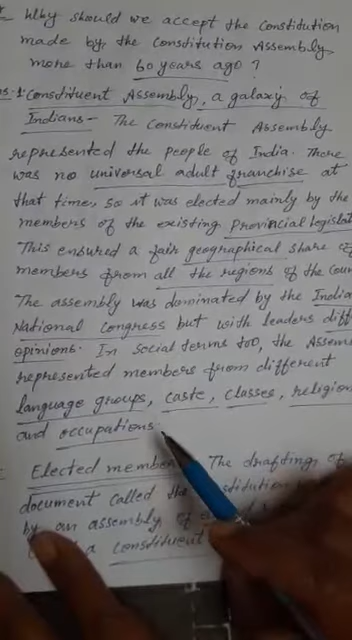 Why should we accept the Constitution
made by the Constitution Assembly
more than 60 years ago?
1. Constituent Assembly, a galaxy of
Indians - The Constituent Assembly
represented the people of India. There
was no universal adult franchise at
that time, so it was elected mainly by the
members of the existing Provincial legislat
This ensured a fair geographical share of
members from all the regions of the Coun
The assembly was dominated by the India
National Congress but with leaders diff
opinions. In social terms too, the Assem
represented members from different
language groups, caste, classes, religion
and occupations.
Elected member The drafting of
document called the stitution
by an assembly of
a constituent